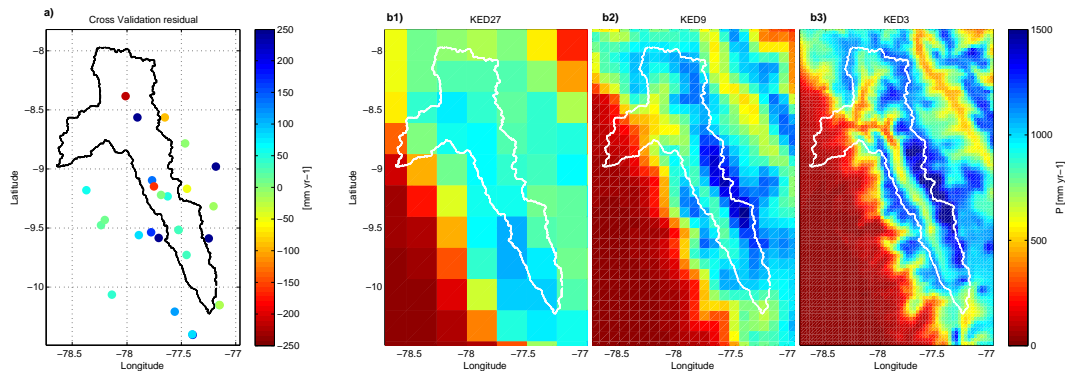 a)
Cross Validation residual
−8
−8.5
−9
−9.5
−10
Latitude
−78.5
−78
−77.5
−77
Longitude
250
200
150
100
50
0
−50
−100
−150
−200
−250
[mm yr−1]
b1)
KED27
−8
−8.5
−9
−9.5
−10
Latitude
−78.5
−78
−77.5
−77
Longitude
b2)
KED9
−78.5
−78
−77.5
−77
Longitude
b3)
KED3
−78.5
−78
−77.5
−77
Longitude
1500
1000
500
0
P [mm yr−1]